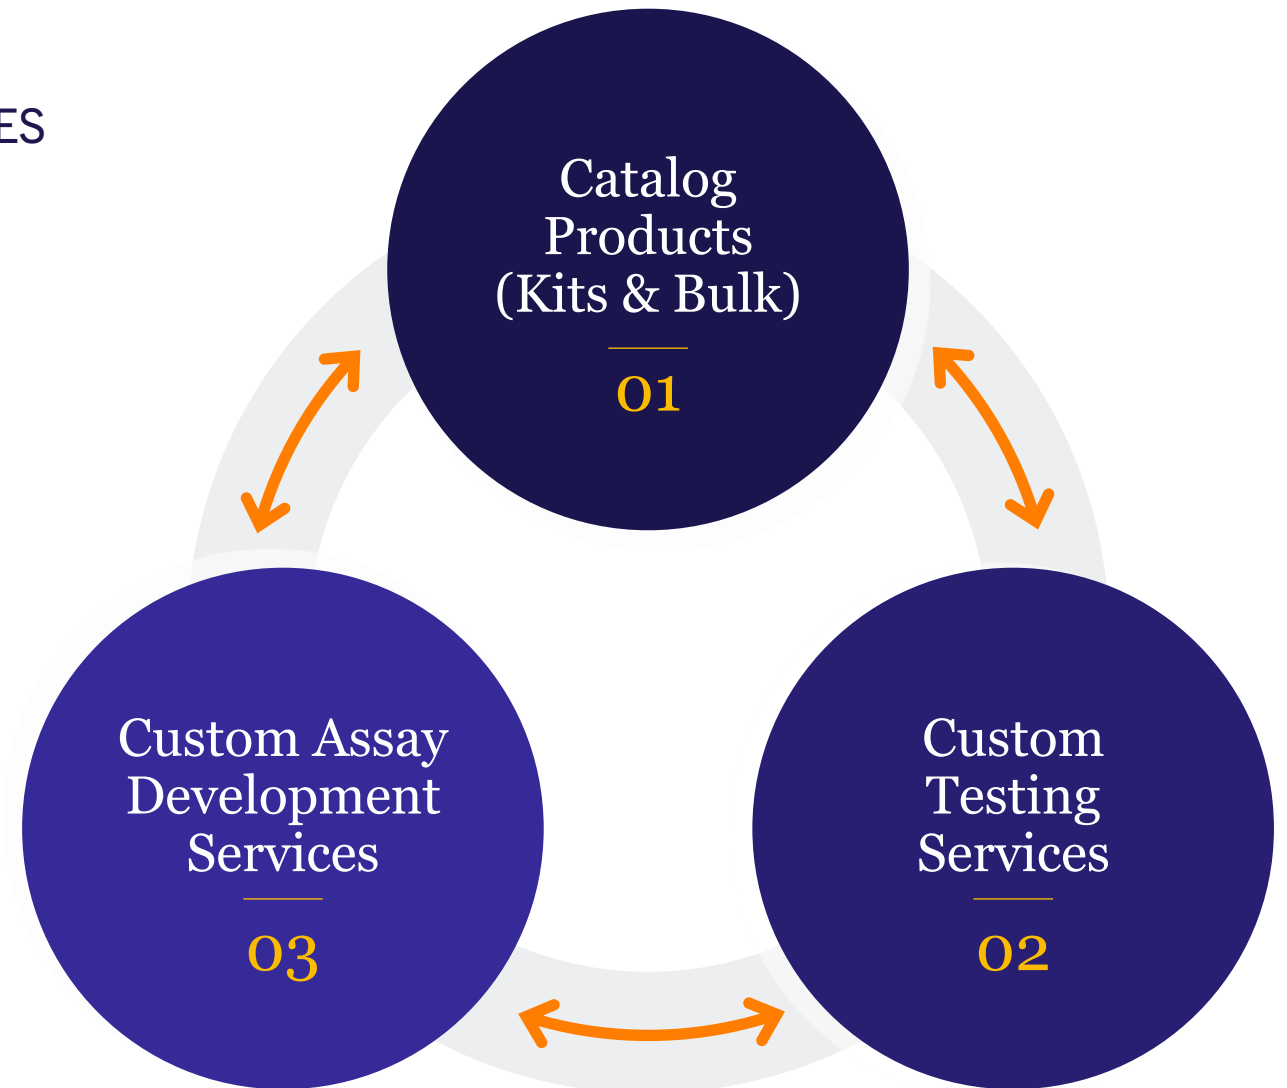 ES
Catalog
Products
(Kits & Bulk)
01
Custom Assay
Development
Services
03
Custom
Testing
Services
02